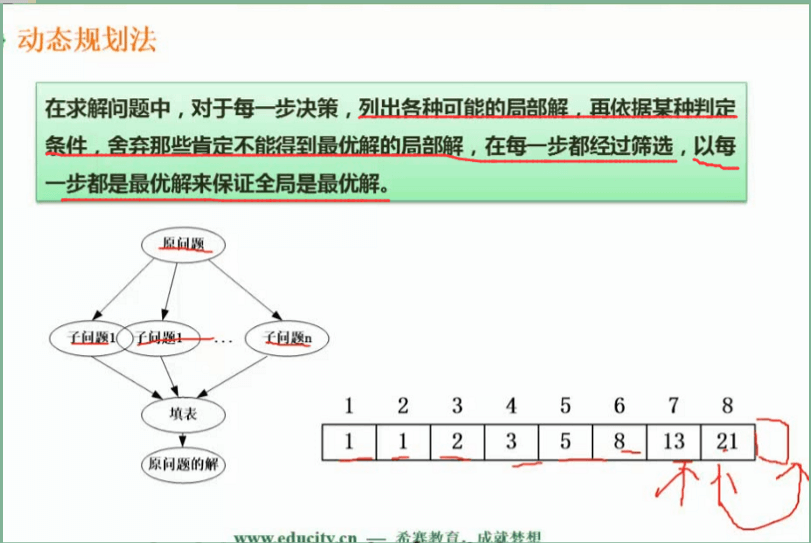 动态规划法
在求解问题中，对于每一步决策，列出各种可能的局部解，再依据某种判定
条件，舍弃那些肯定不能得到最优解的局部解，在每一步都经过筛选，以每
一步都是最优解来保证全局是最优解。
原问题
子问题1 子问题1 ... 子问题n
填表
原问题的解
1 2 3 4 5 6 7 8
1 1 2 3 5 8 13 21
www.educity.cn — 希赛教育，成就梦想